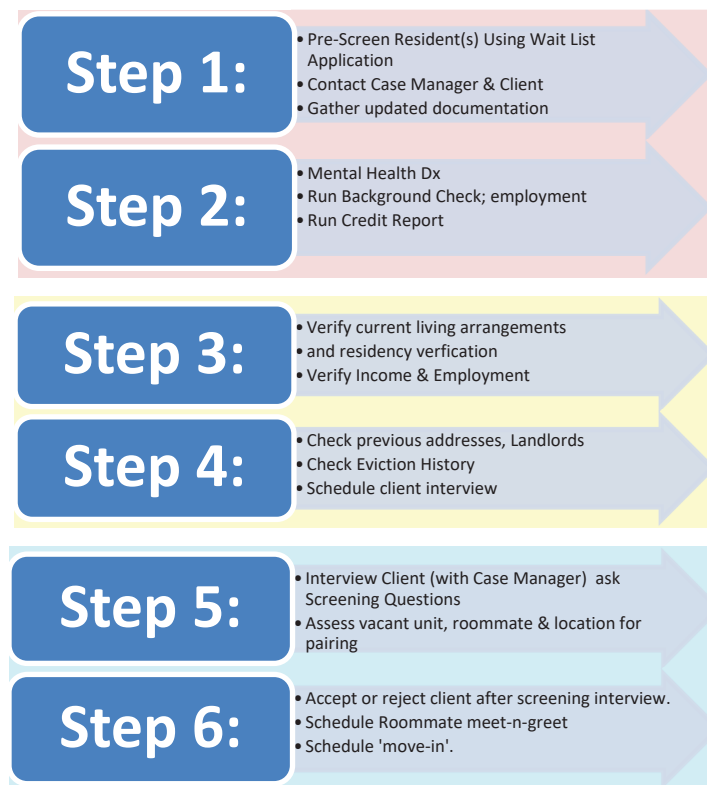 Step 1:
• Pre-Screen Resident(s) Using Wait List
Application
• Contact Case Manager & Client
• Gather updated documentation
Step 2:
• Mental Health Dx
• Run Background Check; employment
• Run Credit Report
Step 3:
• Verify current living arrangements
• and residency verfication
• Verify Income & Employment
Step 4:
• Check previous addresses, Landlords
• Check Eviction History
• Schedule client interview
Step 5:
• Interview Client (with Case Manager)  ask
Screening Questions
• Assess vacant unit, roommate & location for
pairing
Step 6:
• Accept or reject client after screening interview.
• Schedule Roommate meet-n-greet
• Schedule 'move-in'.